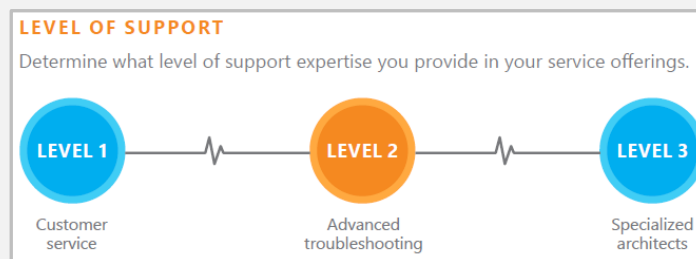 LEVEL OF SUPPORT
Determine what level of support expertise you provide in your service offerings.
LEVEL 1
LEVEL 2
LEVEL 3
Customer
service
Advanced
troubleshooting
Specialized
architects